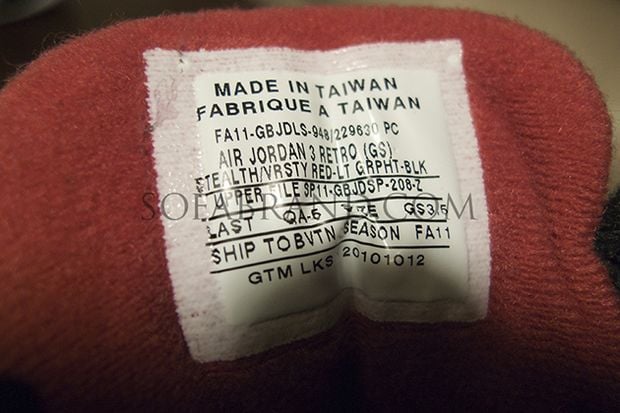 MADE IN TAIWAN
FABRIQUE A TAIWAN
FA11-GBJDLS-948/229630 PC
AIR JORDAN 3 RETRO (GS)
STEALTH/VRSTY RED-LT GRPHT-BLK
UPPER FILE SP11-GBJDSP-208-Z
SOLEABRAND.COM
LAST QA-6 GS3.5
SHIP TOBVTN SEASON FA11
GTM LKS 20101012